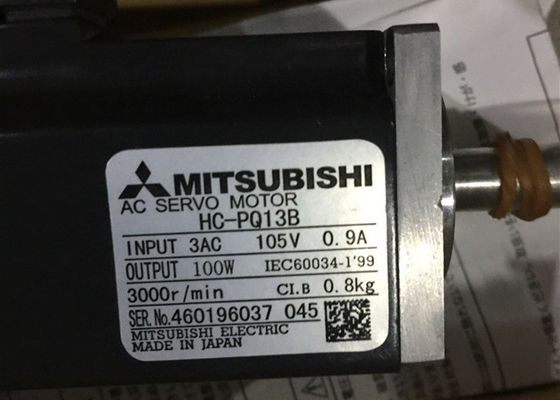 MITSUBISHI
AC SERVO MOTOR
HC-PQ13B
INPUT 3AC 105V 0.9A
OUTPUT 100W IEC60034-1'99
3000r/min CI.B 0.8kg
SER.No.460196037 045
MITSUBISHI ELECTRIC
MADE IN JAPAN